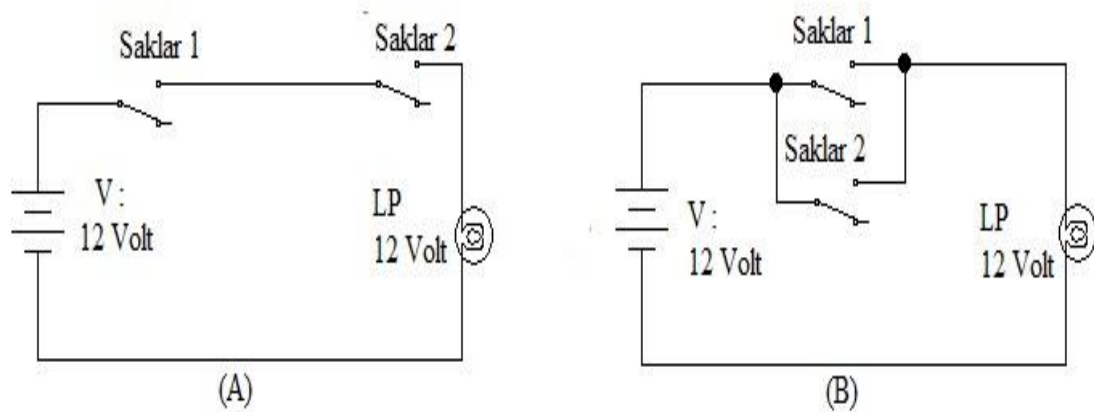 Saklar 1
Saklar 2
V :
12 Volt
LP
12 Volt
(A)
Saklar 1
Saklar 2
V :
12 Volt
LP
12 Volt
(B)